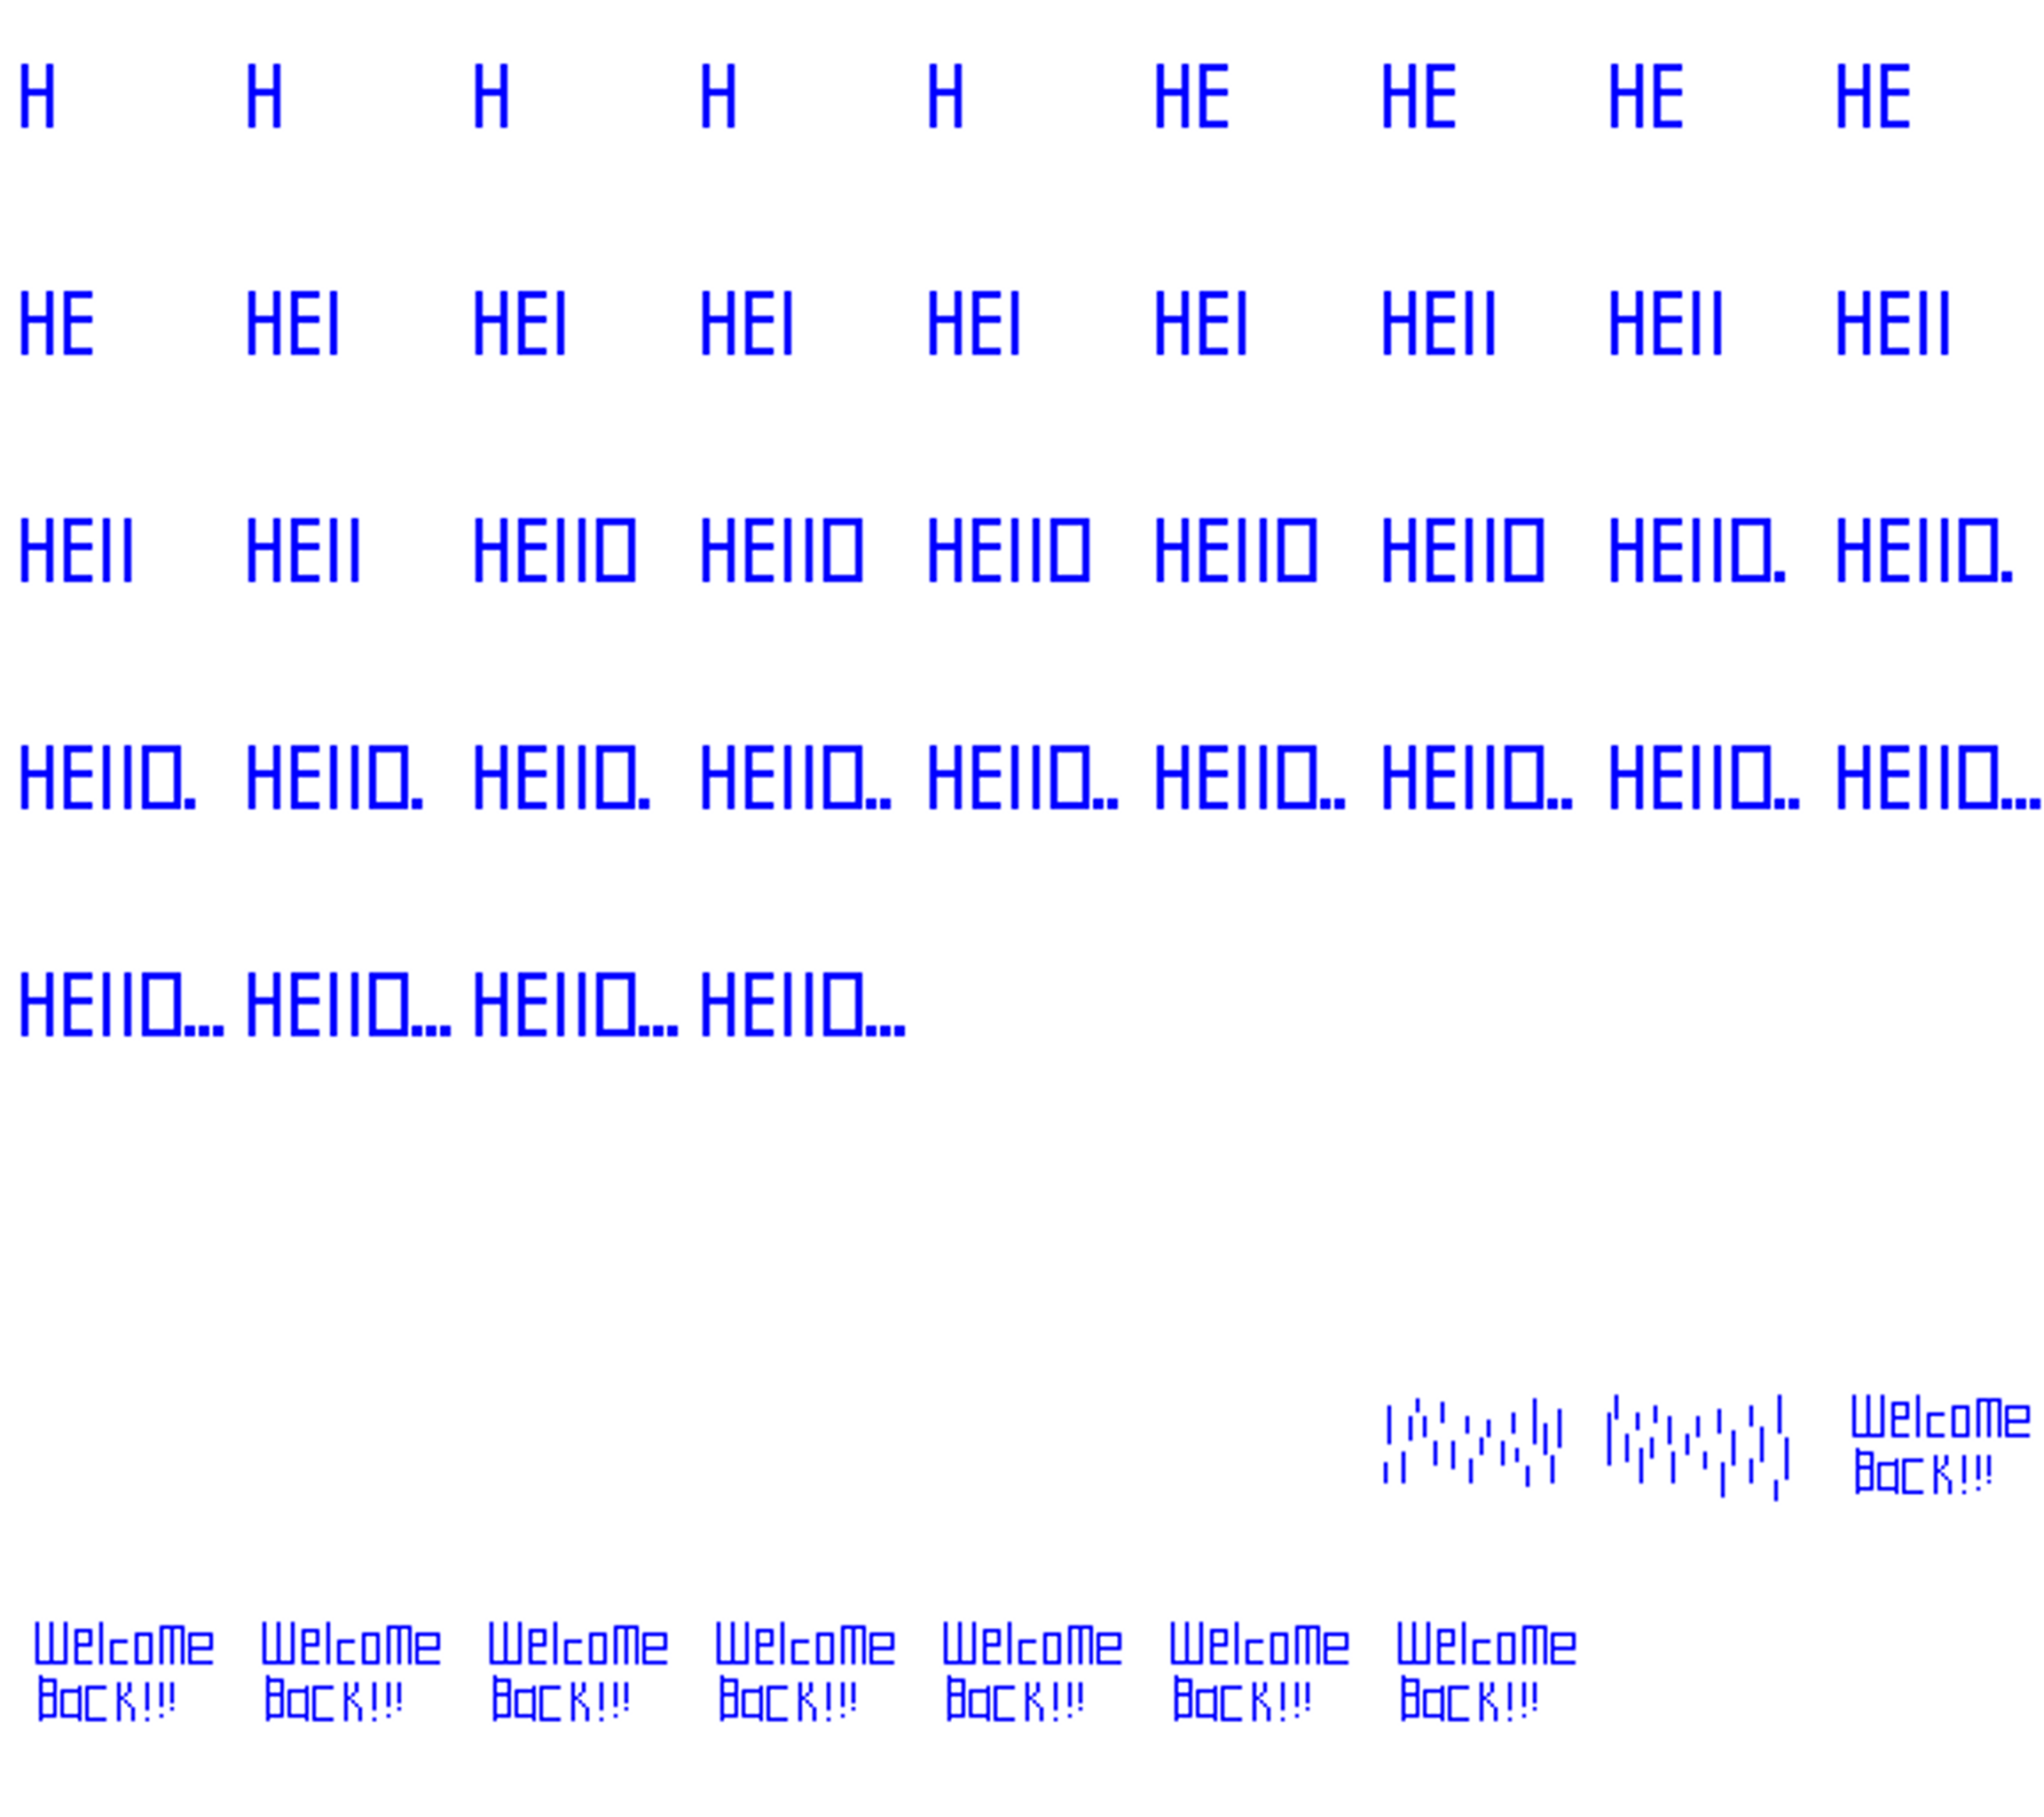 H H H H H HE HE HE HE
HE HEl HEl HEl HEl HEl HEll HEll HEll
HEll HEll HEllO HEllO HEllO HEllO HEllO HEllO. HEllO.
HEllO. HEllO. HEllO. HEllO.. HEllO.. HEllO.. HEllO.. HEllO.. HEllO...
HEllO... HEllO... HEllO... HEllO...
Welcome
Back!!!
Welcome Welcome Welcome Welcome Welcome Welcome Welcome
Back!!! Back!!! Back!!! Back!!! Back!!! Back!!! Back!!!